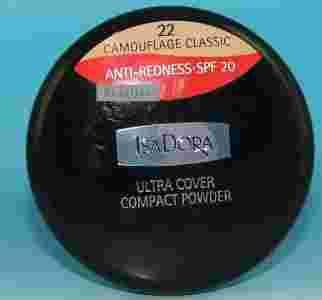 22
CAMOUFLAGE CLASSIC
ANTI-REDNESS·SPF 20
ISADORA
ULTRA COVER
COMPACT POWDER